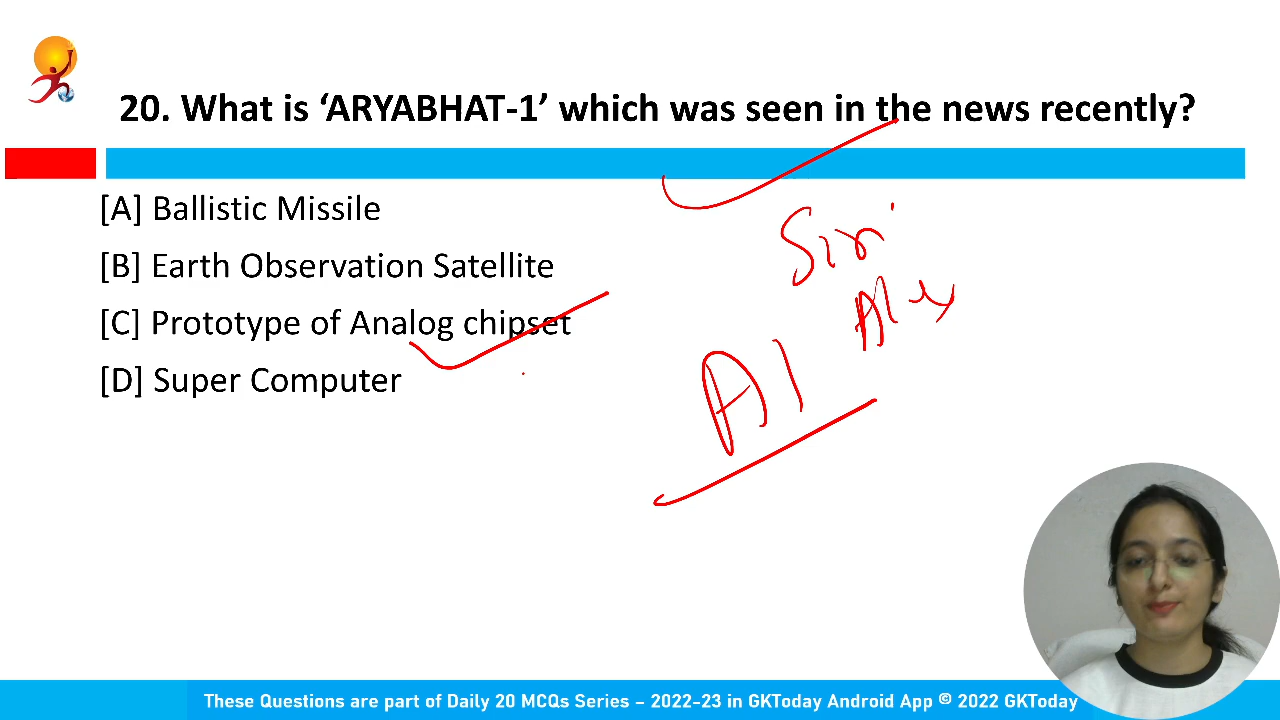 20. What is ‘ARYABHAT-1’ which was seen in the news recently?
[A] Ballistic Missile
[B] Earth Observation Satellite
[C] Prototype of Analog chipset
[D] Super Computer
Siri
AI
These Questions are part of Daily 20 MCQs Series – 2022-23 in GKToday Android App © 2022 GKToday